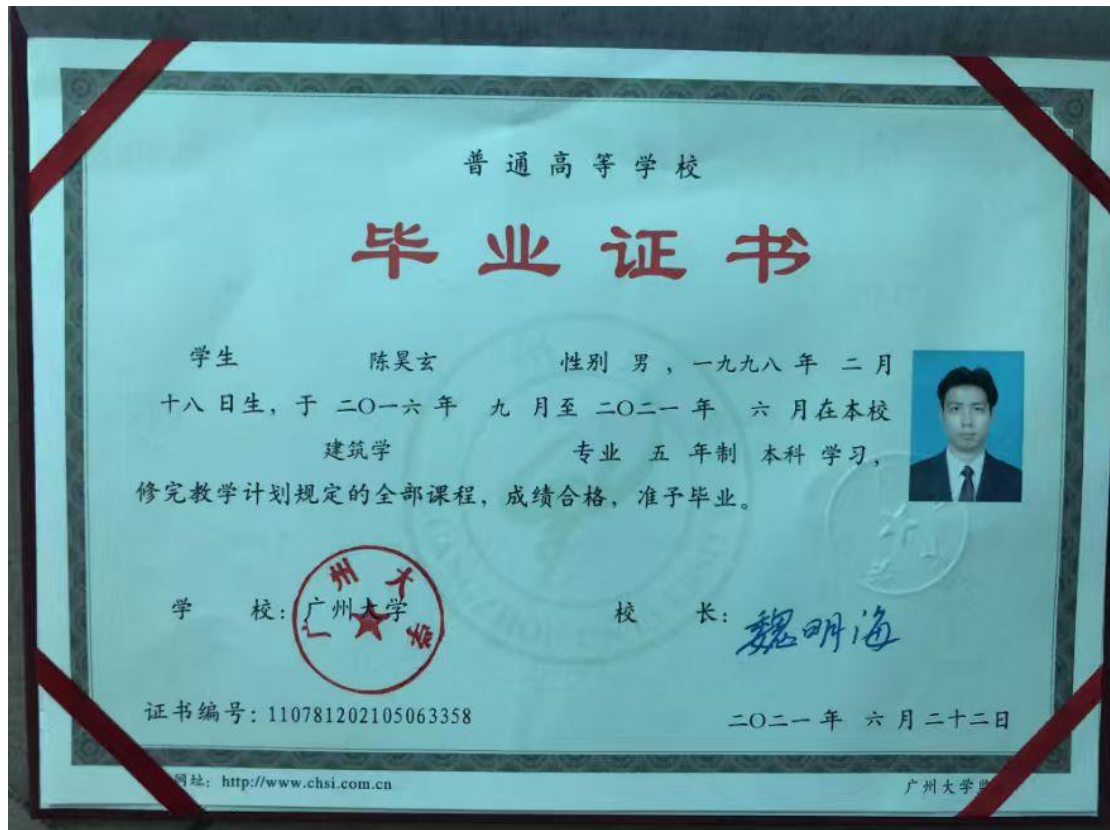 普通高等学校
毕业证书
学生 陈昊玄 性别 男，一九九八 年 二 月
十八 日生，于 二〇一六 年 九 月至 二〇二一 年 六 月在本校
建筑学 专业 五 年制 本科 学习，
修完教学计划规定的全部课程，成绩合格，准予毕业。
广州大学
学 校：广州大学 校 长：魏明海
证书编号：110781202105063358 二〇二一 年 六 月 二十二 日
网址：http://www.chsi.com.cn 广州大学